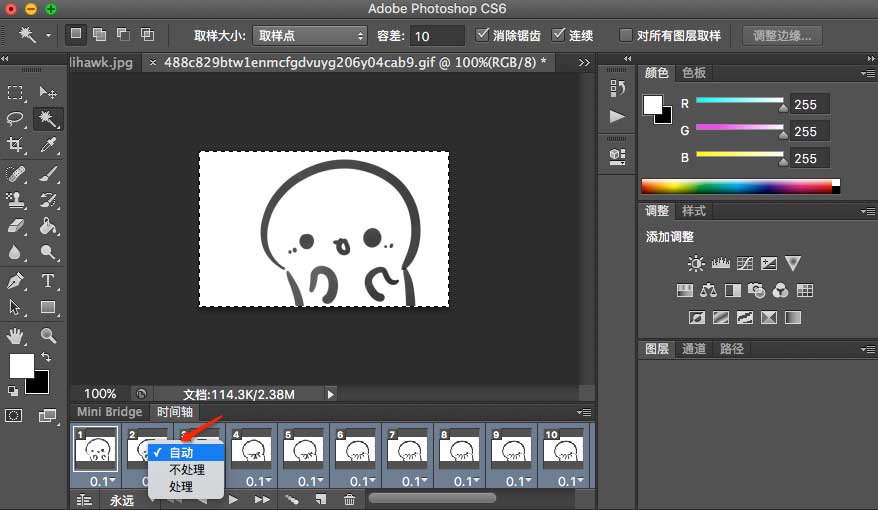 Adobe Photoshop CS6
取样大小: 取样点 容差: 10 消除锯齿 连续 对所有图层取样 调整边缘...
dlihawk.jpg × 488c829btw1enmcfgdvuyg206y04cab9.gif @ 100%(RGB/8) *
颜色 色板
R 255
G 255
B 255
调整 样式
添加调整
图层 通道 路径
T
100% 文档:114.3K/2.38M
Mini Bridge 时间轴
1 2 3 4 5 6 7 8 9 10
自动
不处理
处理
0.1 0.1 0.1 0.1 0.1 0.1 0.1 0.1
永远